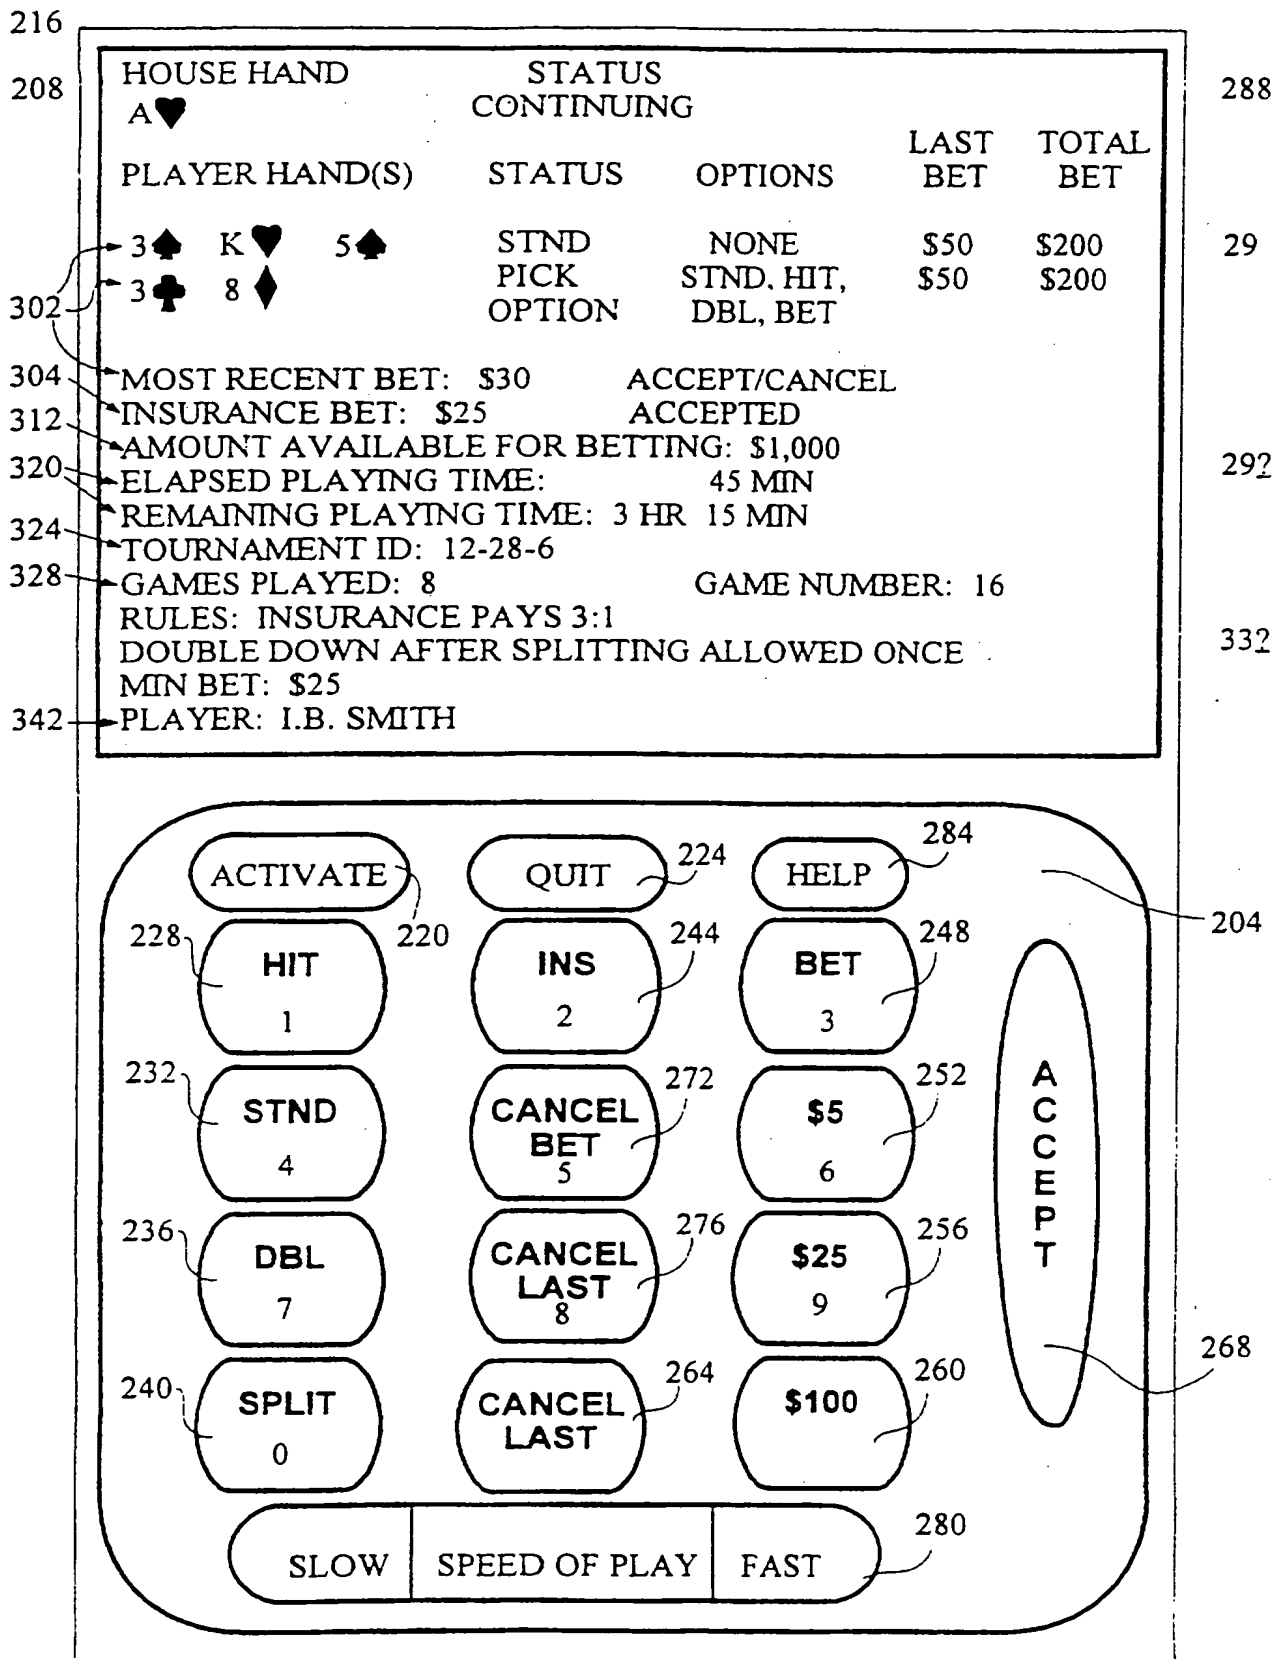 216
208 HOUSE HAND STATUS 288
A♥ CONTINUING
LAST TOTAL
PLAYER HAND(S) STATUS OPTIONS BET BET
3♠ K♥ 5♠ STND NONE $50 $200 29
3♣ 8♦ PICK STND, HIT, $50 $200
302 OPTION DBL, BET
304 MOST RECENT BET: $30 ACCEPT/CANCEL
312 INSURANCE BET: $25 ACCEPTED
AMOUNT AVAILABLE FOR BETTING: $1,000
320 ELAPSED PLAYING TIME: 45 MIN 29?
REMAINING PLAYING TIME: 3 HR 15 MIN
324 TOURNAMENT ID: 12-28-6
328 GAMES PLAYED: 8 GAME NUMBER: 16
RULES: INSURANCE PAYS 3:1
DOUBLE DOWN AFTER SPLITTING ALLOWED ONCE 33?
MIN BET: $25
342 PLAYER: I.B. SMITH
ACTIVATE QUIT 224 HELP 284
204
228 HIT 220 INS 244 BET 248
1 2 3
232 STND CANCEL 272 $5 252
BET
4 5 6
236 DBL CANCEL 276 $25 256
LAST
7 8 9
240 SPLIT CANCEL 264 $100 260
LAST
0
ACCEPT
268
SLOW SPEED OF PLAY FAST 280